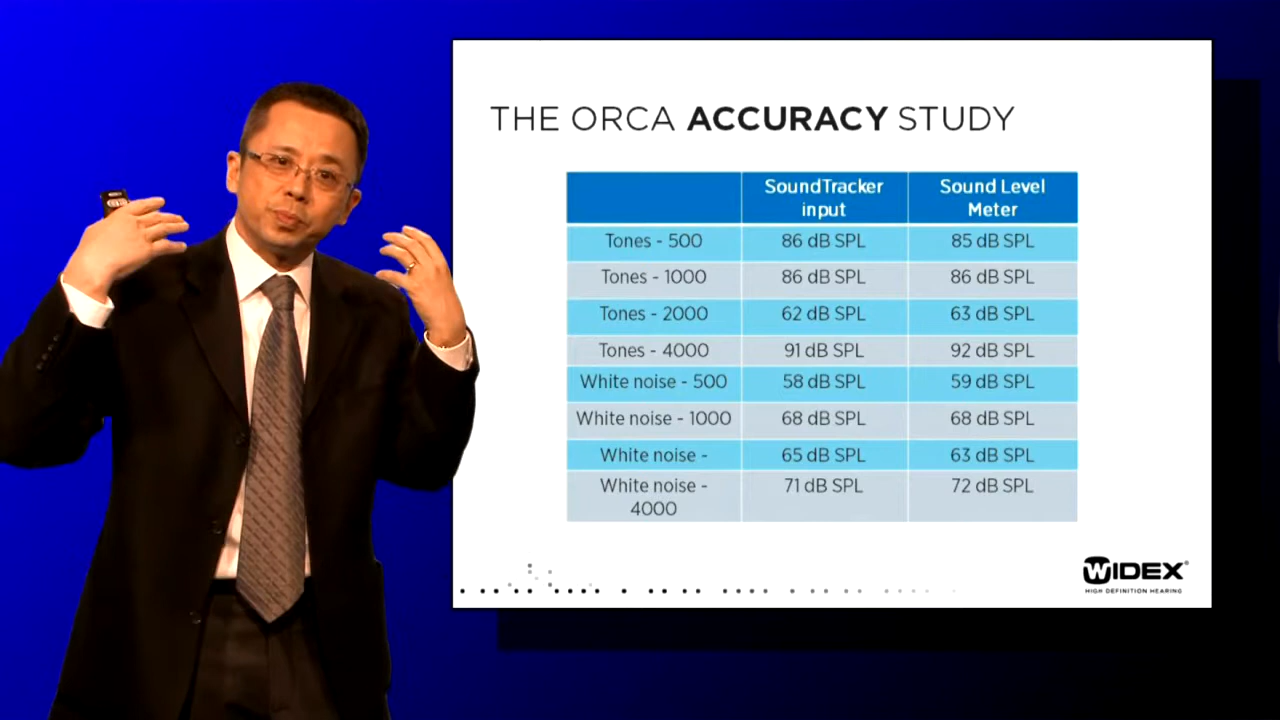 THE ORCA ACCURACY STUDY
SoundTracker input
Sound Level Meter
Tones - 500 86 dB SPL 85 dB SPL
Tones - 1000 86 dB SPL 86 dB SPL
Tones - 2000 62 dB SPL 63 dB SPL
Tones - 4000 91 dB SPL 92 dB SPL
White noise - 500 58 dB SPL 59 dB SPL
White noise - 1000 68 dB SPL 68 dB SPL
White noise - 65 dB SPL 63 dB SPL
White noise - 71 dB SPL 72 dB SPL
4000
WIDEX®
HIGH DEFINITION HEARING